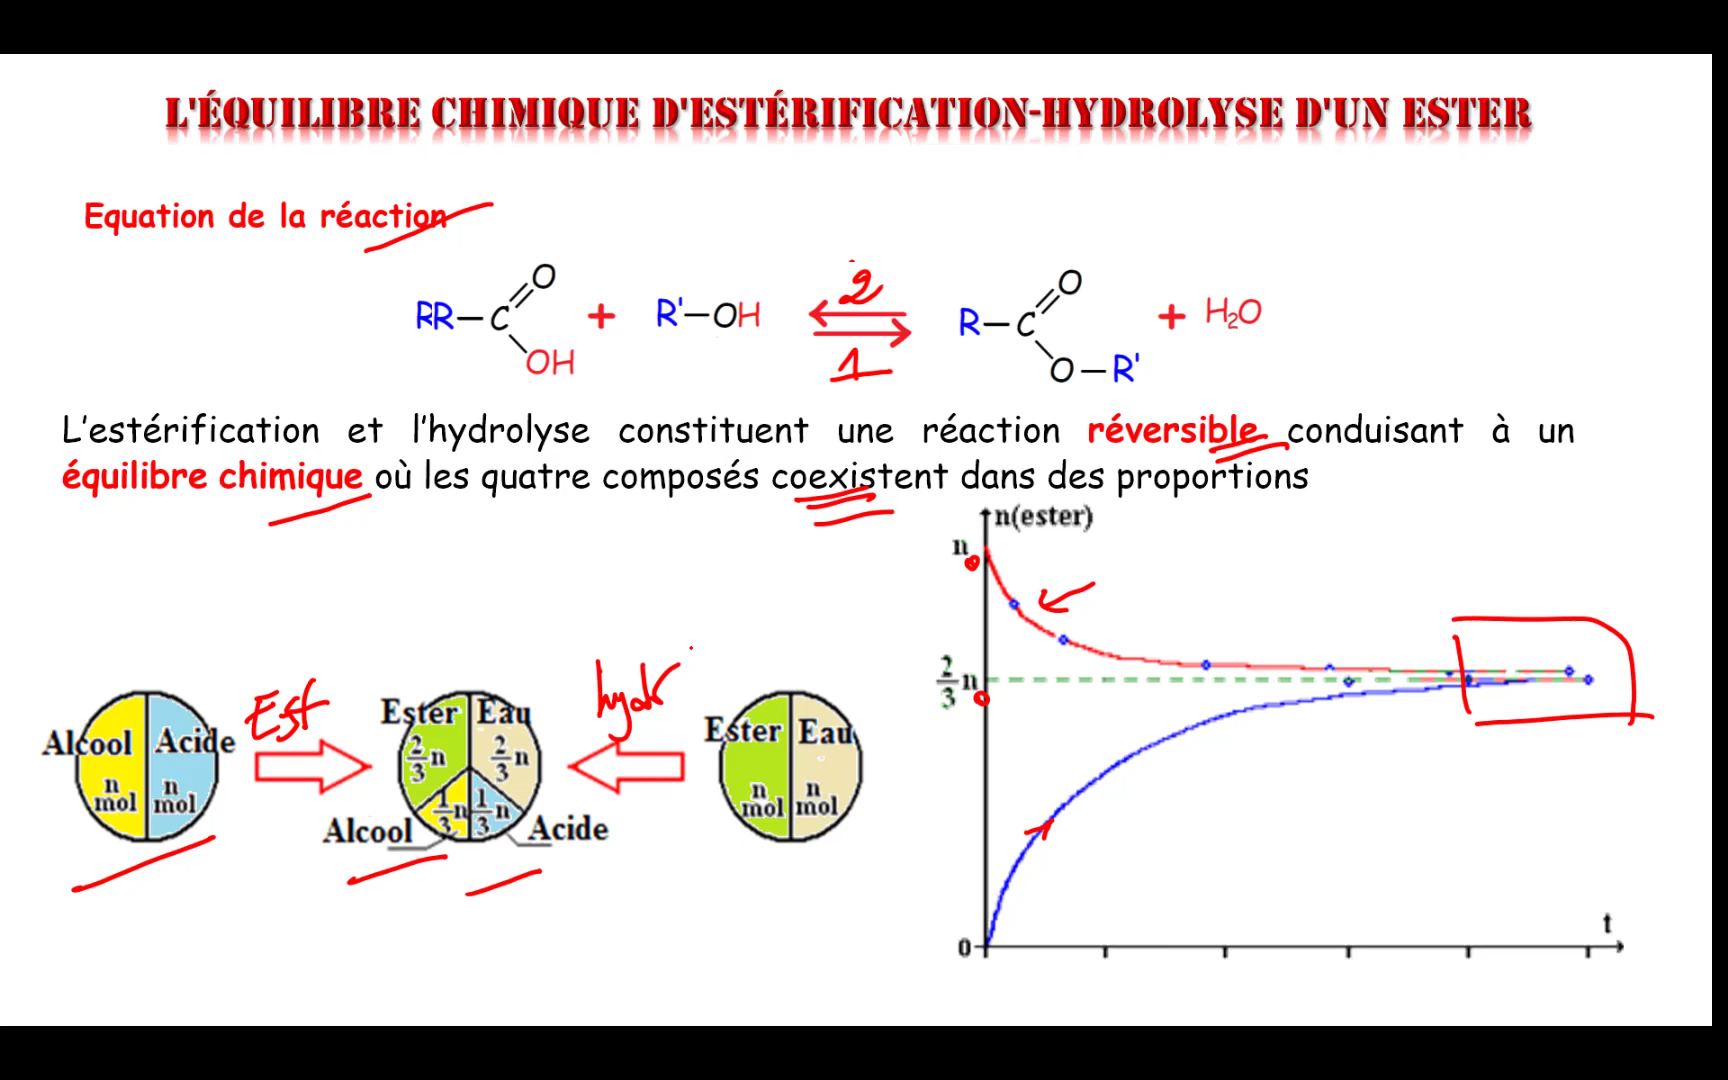 L'ÉQUILIBRE CHIMIQUE D'ESTÉRIFICATION-HYDROLYSE D'UN ESTER
Equation de la réaction
RR—C
O
OH
+ R'—OH
2
1
R—C
O
O—R'
+ H₂O
L’estérification et l’hydrolyse constituent une réaction réversible conduisant à un
équilibre chimique où les quatre composés coexistent dans des proportions
Alcool Acide
n mol n mol
Est
Ester Eau
2/3 n 2/3 n
1/3 n 1/3 n
Alcool Acide
hydr
Ester Eau
n mol n mol
n(ester)
n₀
2/3 n₀
0
t